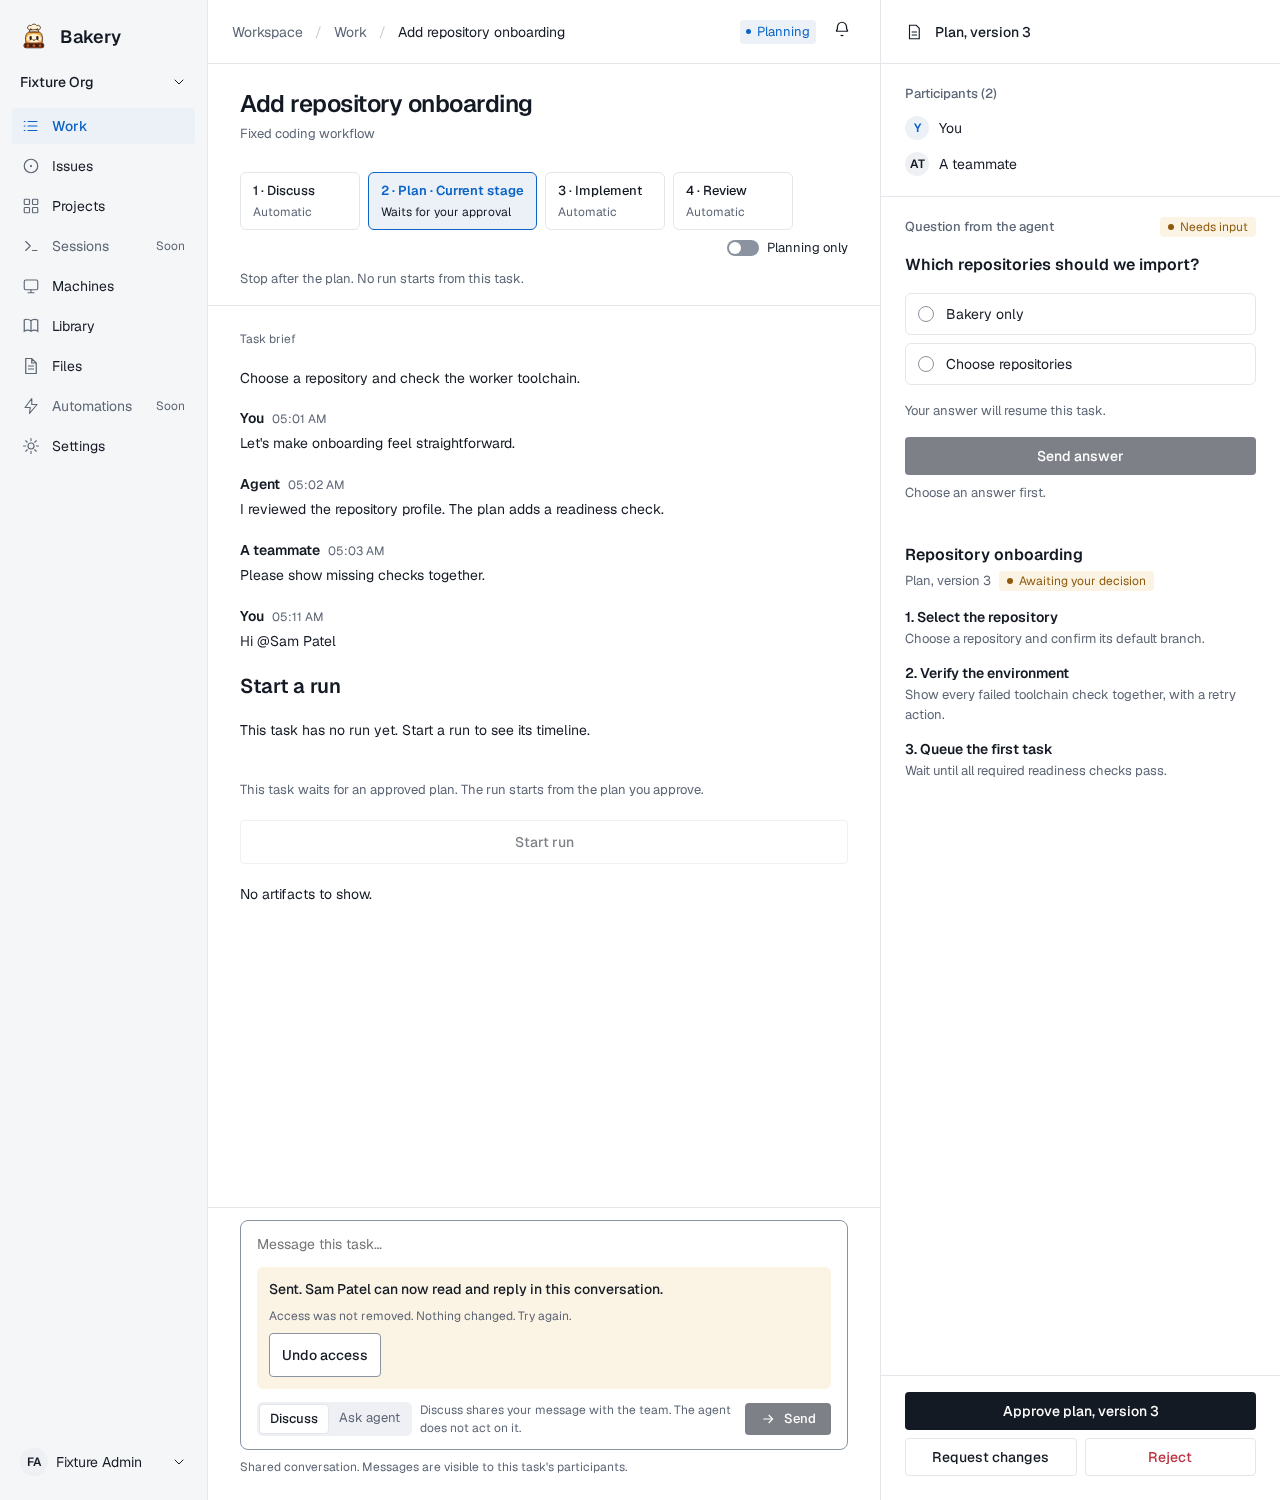 Bakery
Fixture Org
Work
Issues
Projects
Sessions Soon
Machines
Library
Files
Automations Soon
Settings
FA Fixture Admin
Workspace / Work / Add repository onboarding
Planning
Add repository onboarding
Fixed coding workflow
1 · Discuss
Automatic
2 · Plan · Current stage
Waits for your approval
3 · Implement
Automatic
4 · Review
Automatic
Planning only
Stop after the plan. No run starts from this task.
Task brief
Choose a repository and check the worker toolchain.
You 05:01 AM
Let's make onboarding feel straightforward.
Agent 05:02 AM
I reviewed the repository profile. The plan adds a readiness check.
A teammate 05:03 AM
Please show missing checks together.
You 05:11 AM
Hi @Sam Patel
Start a run
This task has no run yet. Start a run to see its timeline.
This task waits for an approved plan. The run starts from the plan you approve.
Start run
No artifacts to show.
Message this task...
Sent. Sam Patel can now read and reply in this conversation.
Access was not removed. Nothing changed. Try again.
Undo access
Discuss
Ask agent
Discuss shares your message with the team. The agent
does not act on it.
Send
Shared conversation. Messages are visible to this task's participants.
Plan, version 3
Participants (2)
Y You
AT A teammate
Question from the agent
Needs input
Which repositories should we import?
Bakery only
Choose repositories
Your answer will resume this task.
Send answer
Choose an answer first.
Repository onboarding
Plan, version 3
Awaiting your decision
1. Select the repository
Choose a repository and confirm its default branch.
2. Verify the environment
Show every failed toolchain check together, with a retry
action.
3. Queue the first task
Wait until all required readiness checks pass.
Approve plan, version 3
Request changes
Reject